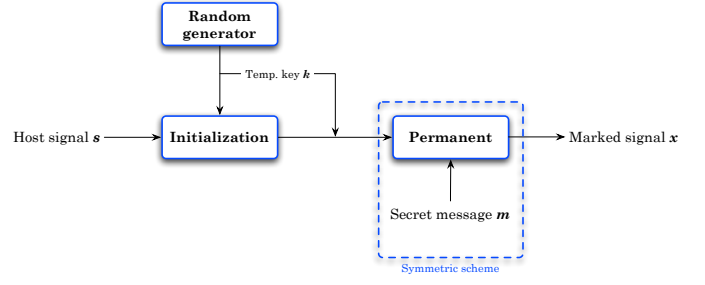 Random
generator
Temp. key k
Host signal s
Initialization
Permanent
Marked signal x
Secret message m
Symmetric scheme